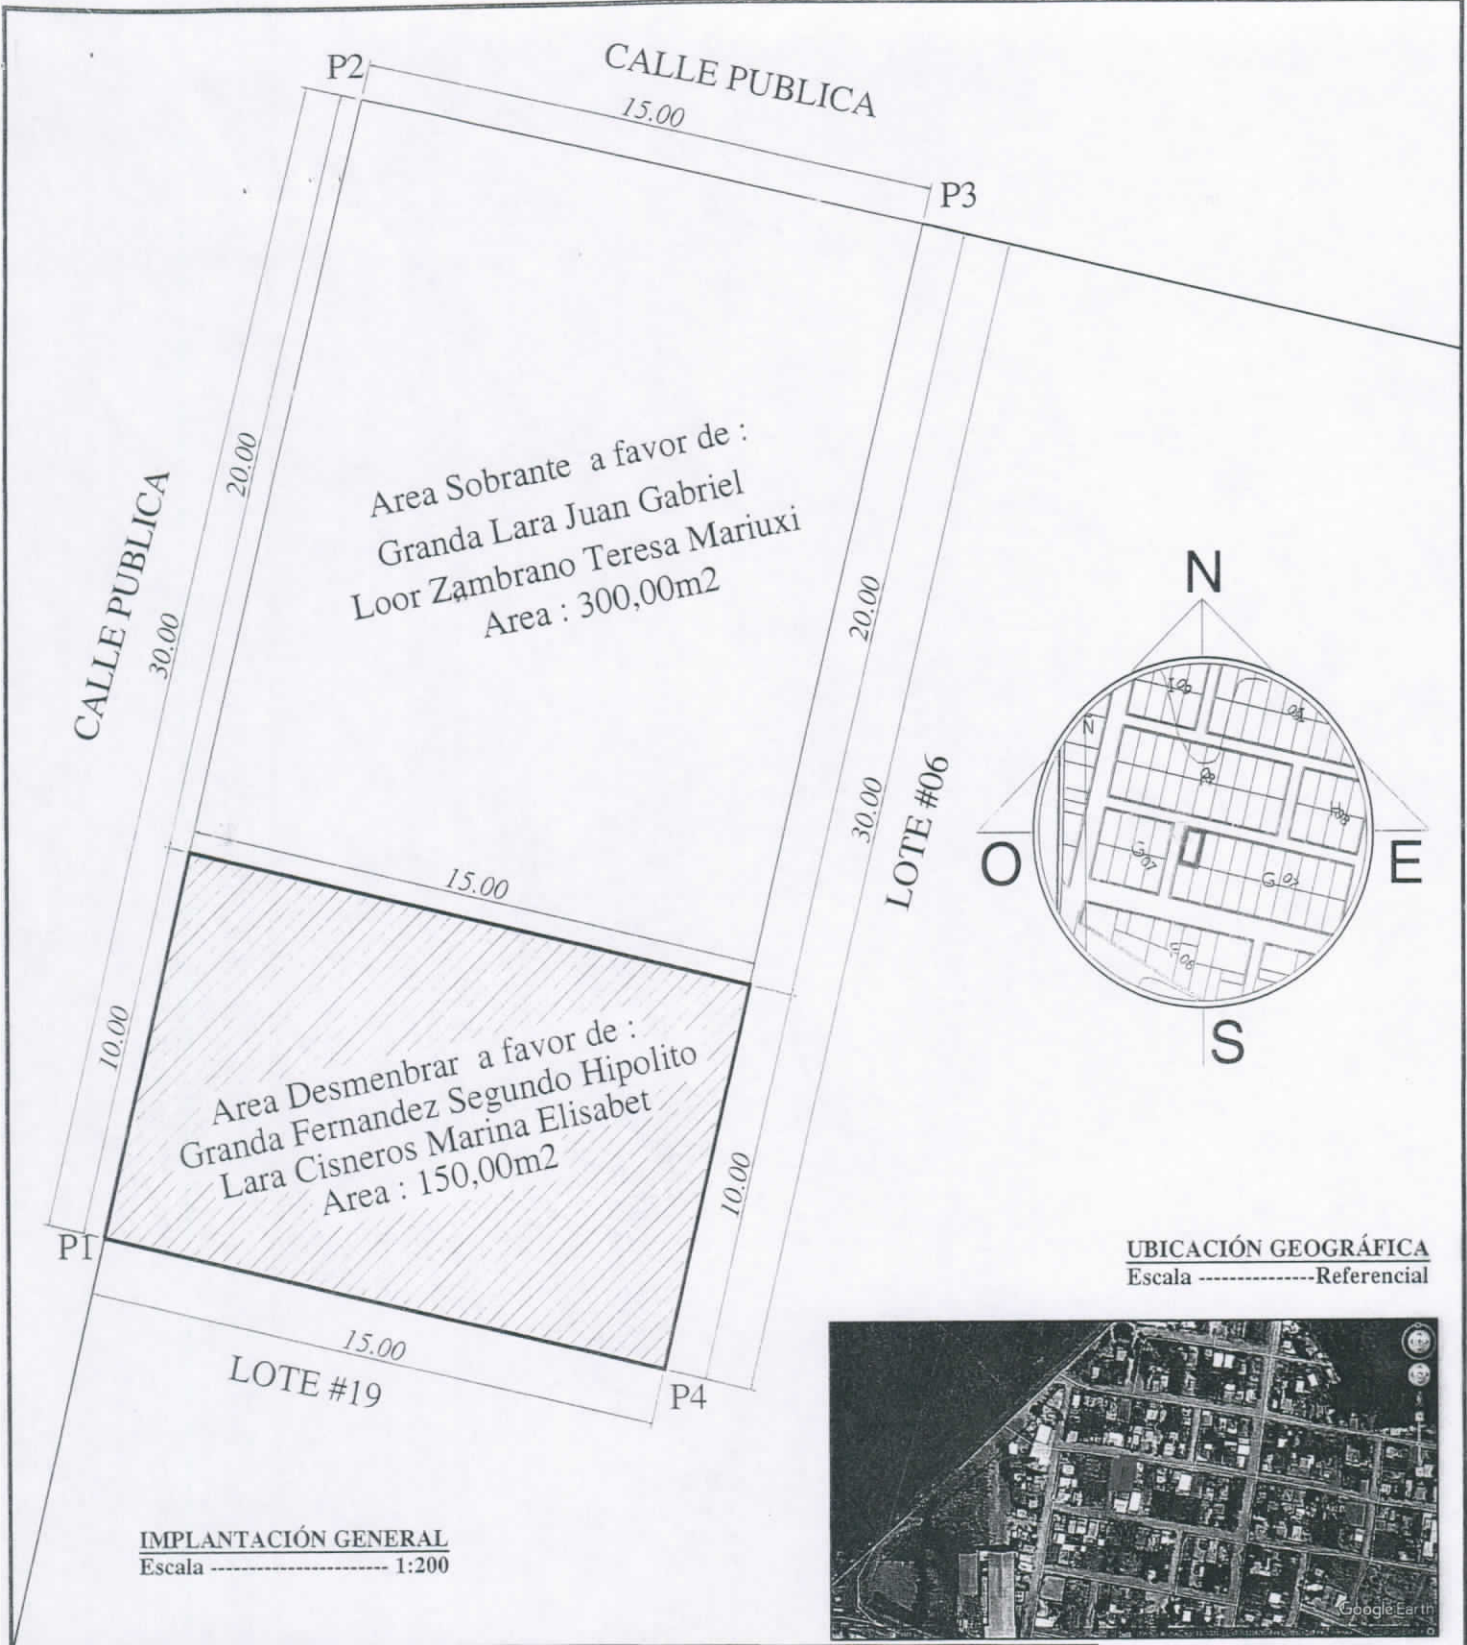 P2
CALLE PUBLICA
15.00
P3
20.00
CALLE PUBLICA
30.00
Area Sobrante a favor de :
Granda Lara Juan Gabriel
Loor Zambrano Teresa Mariuxi
Area : 300,00m2
20.00
30.00
LOTE #06
N
O
E
S
N
G 07
F 08
15.00
10.00
Area Desmenbrar a favor de :
Granda Fernandez Segundo Hipolito
Lara Cisneros Marina Elisabet
Area : 150,00m2
10.00
P1
15.00
LOTE #19
P4
UBICACIÓN GEOGRÁFICA
Escala ---------------Referencial
IMPLANTACIÓN GENERAL
Escala ----------------------- 1:200
Google Earth